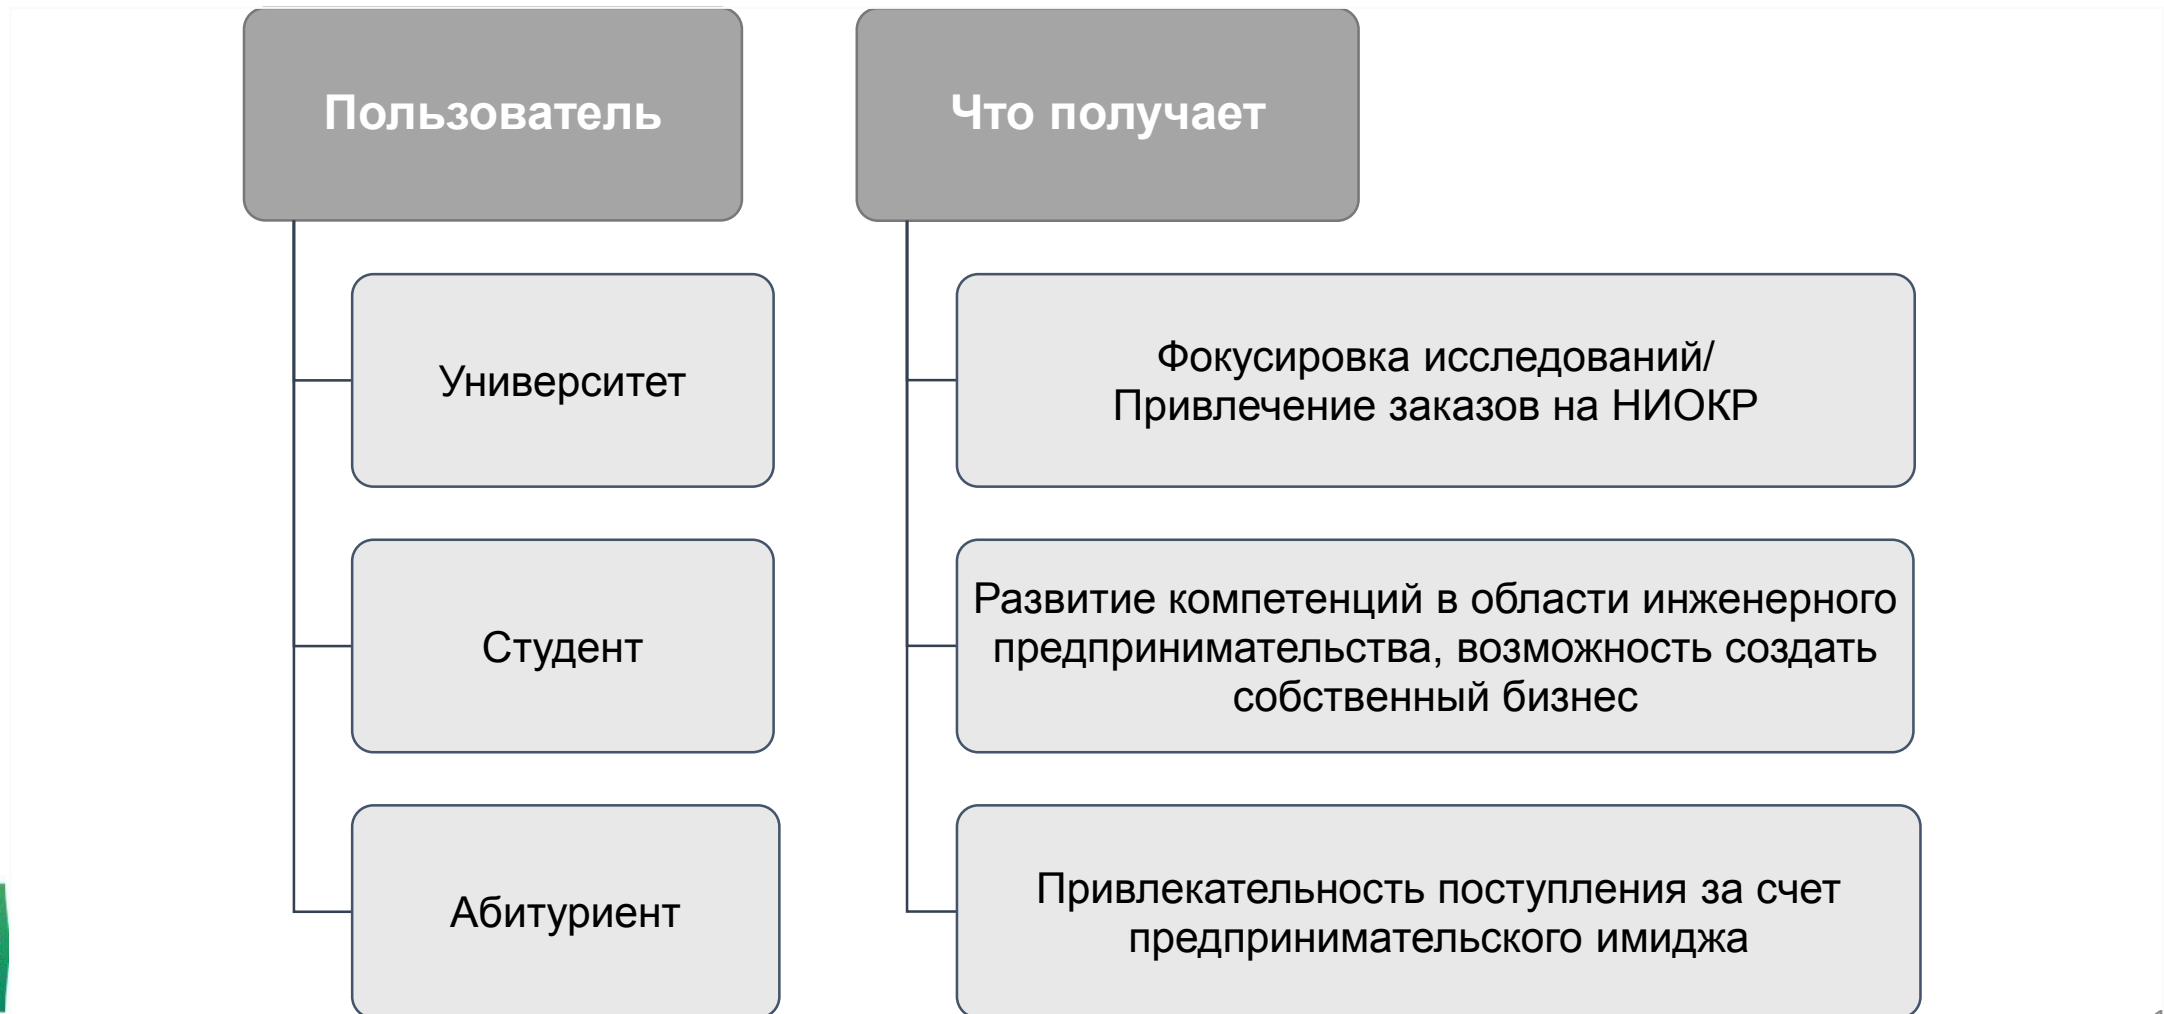 Пользователь
Что получает
Университет
Фокусировка исследований/
Привлечение заказов на НИОКР
Студент
Развитие компетенций в области инженерного
предпринимательства, возможность создать
собственный бизнес
Абитуриент
Привлекательность поступления за счет
предпринимательского имиджа